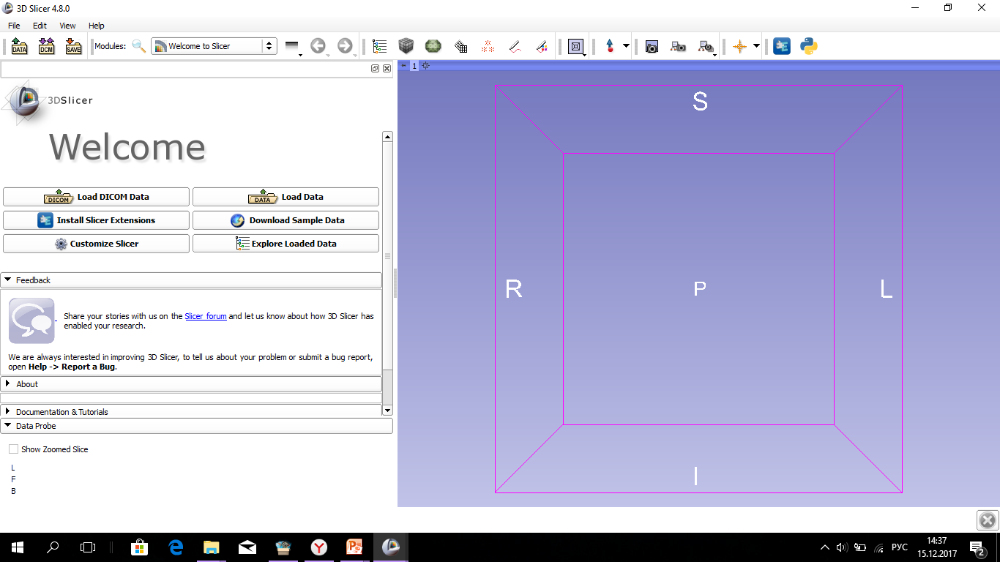 3D Slicer 4.8.0
File Edit View Help
DATA DCM SAVE Modules: Welcome to Slicer
1
3DSlicer
Welcome
DICOM Load DICOM Data DATA Load Data
Install Slicer Extensions Download Sample Data
Customize Slicer Explore Loaded Data
Feedback
Share your stories with us on the Slicer forum and let us know about how 3D Slicer has
enabled your research.
We are always interested in improving 3D Slicer, to tell us about your problem or submit a bug report,
open Help -> Report a Bug.
About
Documentation & Tutorials
Data Probe
Show Zoomed Slice
L
F
B
S
R P L
I
РУС
14:37
15.12.2017
2